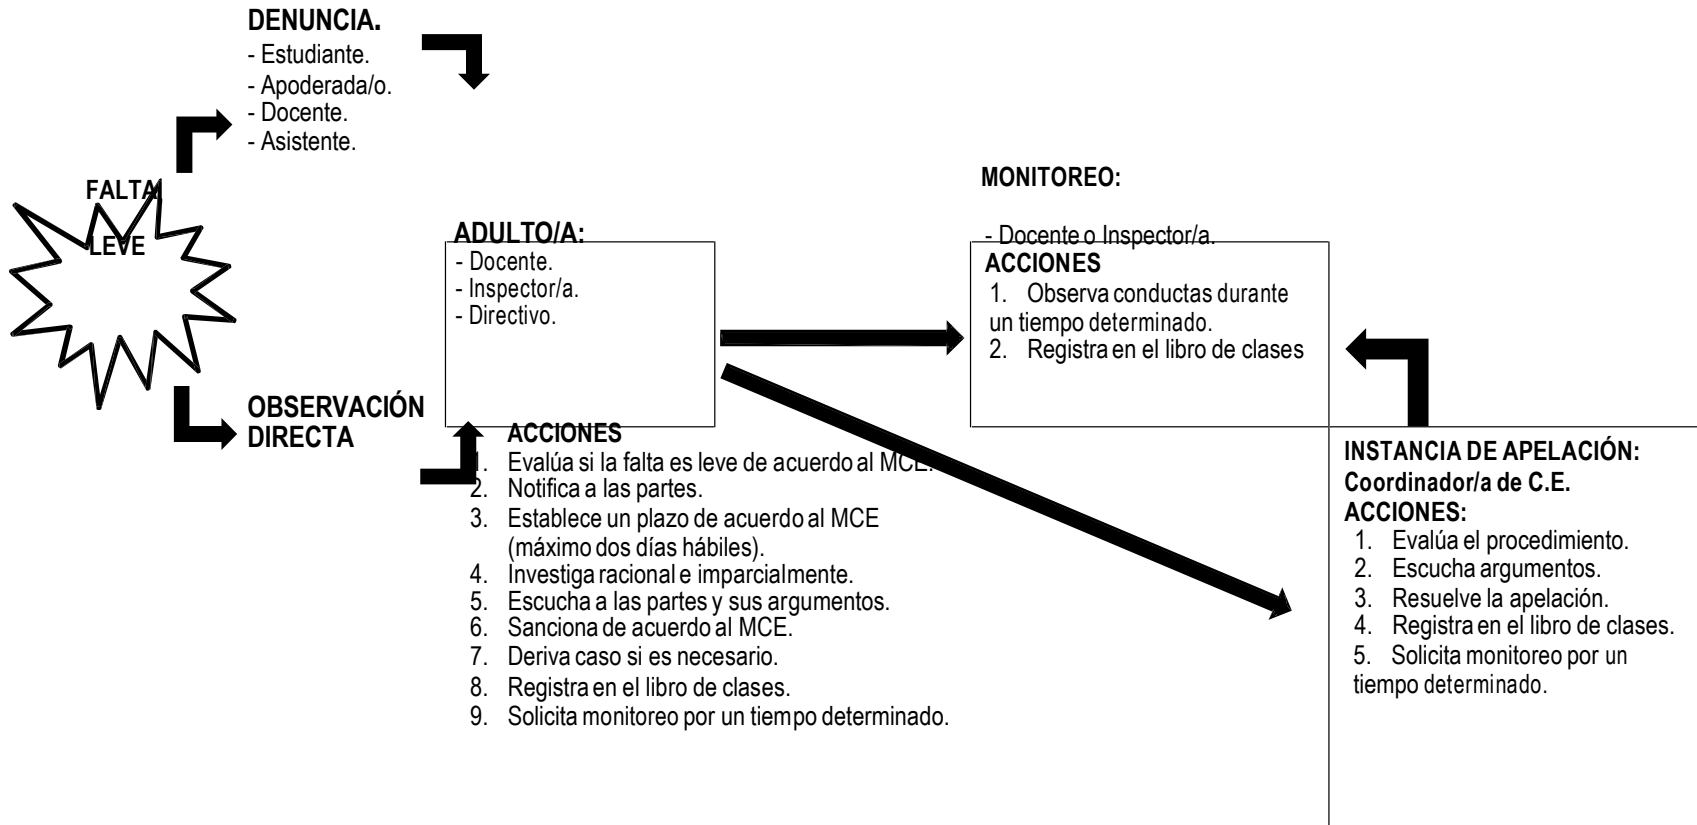 DENUNCIA.
- Estudiante.
- Apoderada/o.
- Docente.
- Asistente.
FALTA
LEVE
OBSERVACIÓN
DIRECTA
ADULTO/A:
- Docente.
- Inspector/a.
- Directivo.
ACCIONES
1. Evalúa si la falta es leve de acuerdo al MCE.
2. Notifica a las partes.
3. Establece un plazo de acuerdo al MCE
(máximo dos días hábiles).
4. Investiga racional e imparcialmente.
5. Escucha a las partes y sus argumentos.
6. Sanciona de acuerdo al MCE.
7. Deriva caso si es necesario.
8. Registra en el libro de clases.
9. Solicita monitoreo por un tiempo determinado.
MONITOREO:
- Docente o Inspector/a.
ACCIONES
1. Observa conductas durante
un tiempo determinado.
2. Registra en el libro de clases
INSTANCIA DE APELACIÓN:
Coordinador/a de C.E.
ACCIONES:
1. Evalúa el procedimiento.
2. Escucha argumentos.
3. Resuelve la apelación.
4. Registra en el libro de clases.
5. Solicita monitoreo por un
tiempo determinado.